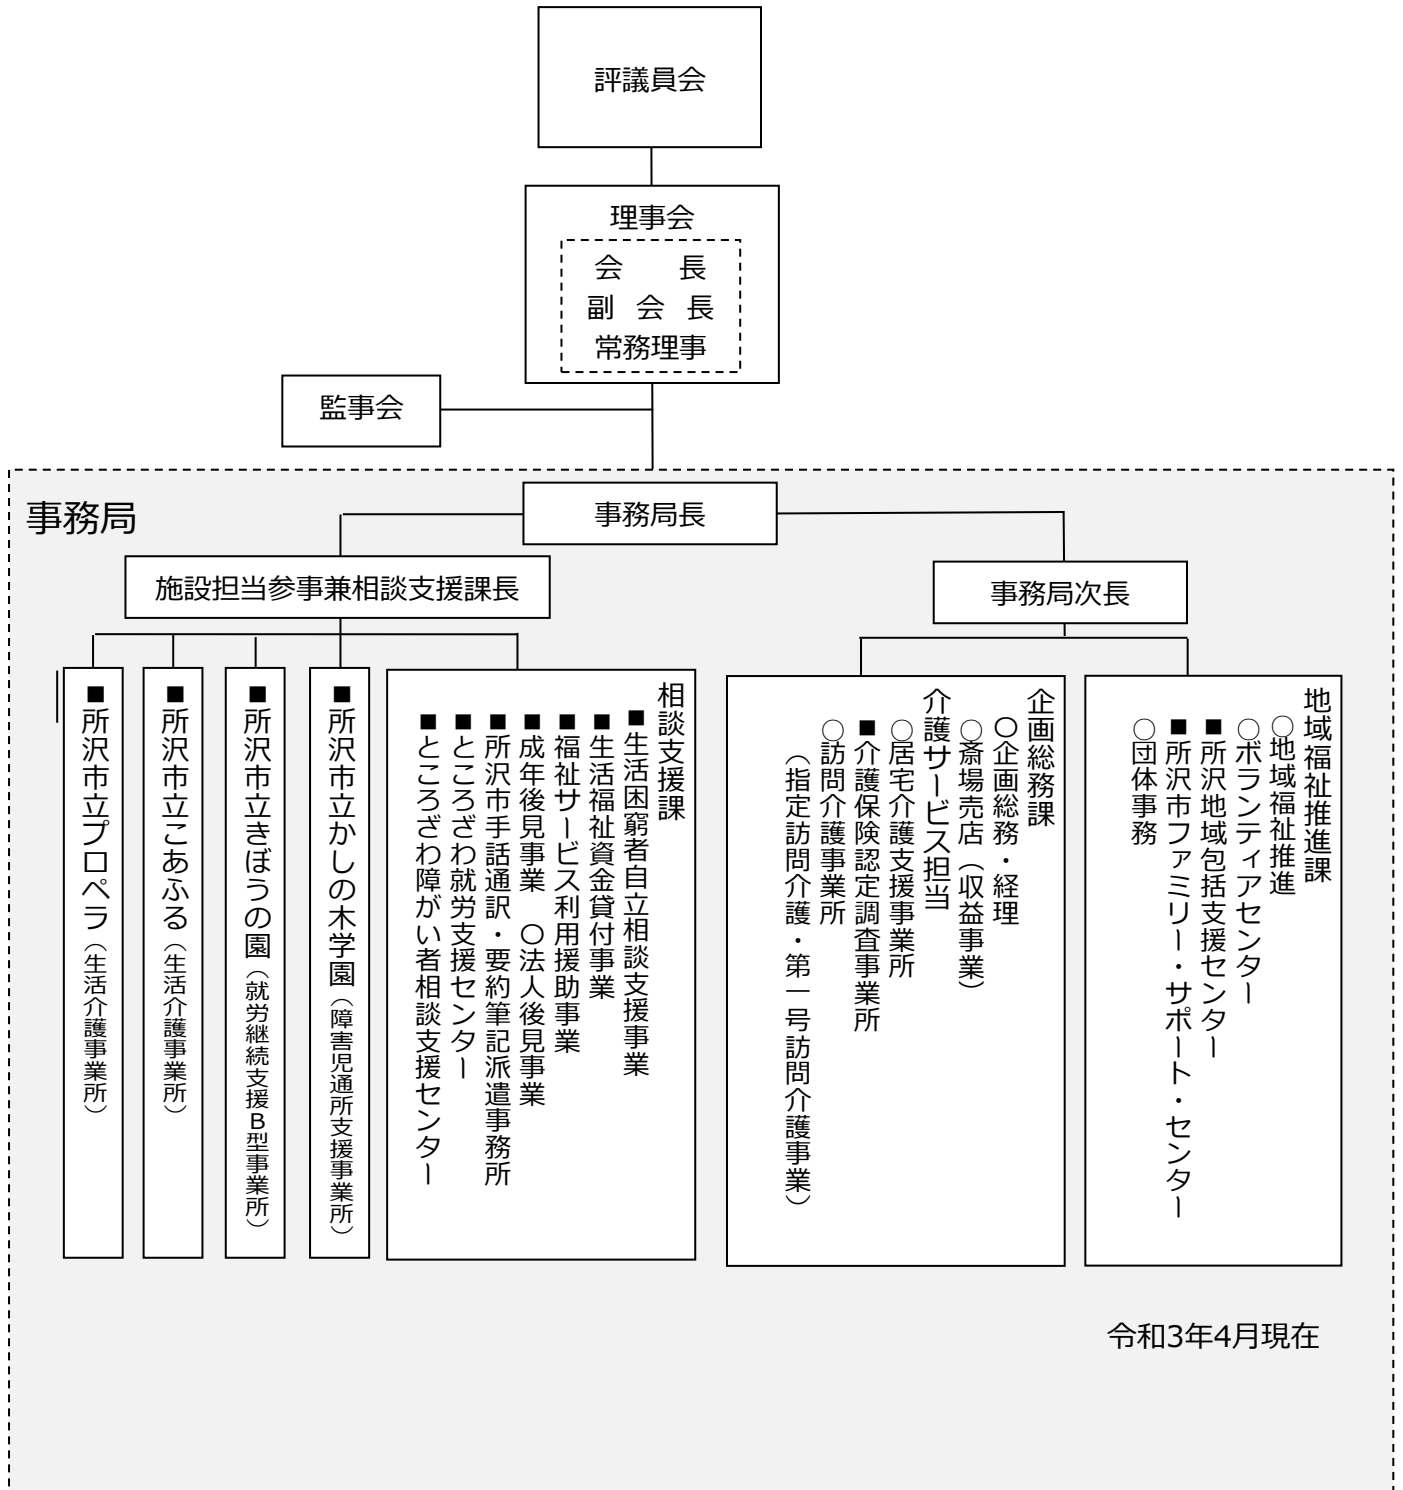 評議員会
理事会
会　　長
副 会 長
常務理事
監事会
事務局
事務局長
施設担当参事兼相談支援課長
事務局次長
地域福祉推進課
○地域福祉推進
○ボランティアセンター
■所沢地域包括支援センター
■所沢市ファミリー・サポート・センター
○団体事務
企画総務課
○企画総務・経理
○斎場売店（収益事業）
介護サービス担当
○居宅介護支援事業所
■介護保険認定調査事業所
○訪問介護事業所
（指定訪問介護・第一号訪問介護事業）
相談支援課
■生活困窮者自立相談支援事業
■生活福祉資金貸付事業
■福祉サービス利用援助事業
■成年後見事業　○法人後見事業
■所沢市手話通訳・要約筆記派遣事務所
■ところざわ就労支援センター
■ところざわ障がい者相談支援センター
■所沢市立かしの木学園（障害児通所支援事業所）
■所沢市立きぼうの園（就労継続支援Ｂ型事業所）
■所沢市立こあふる（生活介護事業所）
■所沢市立プロペラ（生活介護事業所）
令和3年4月現在